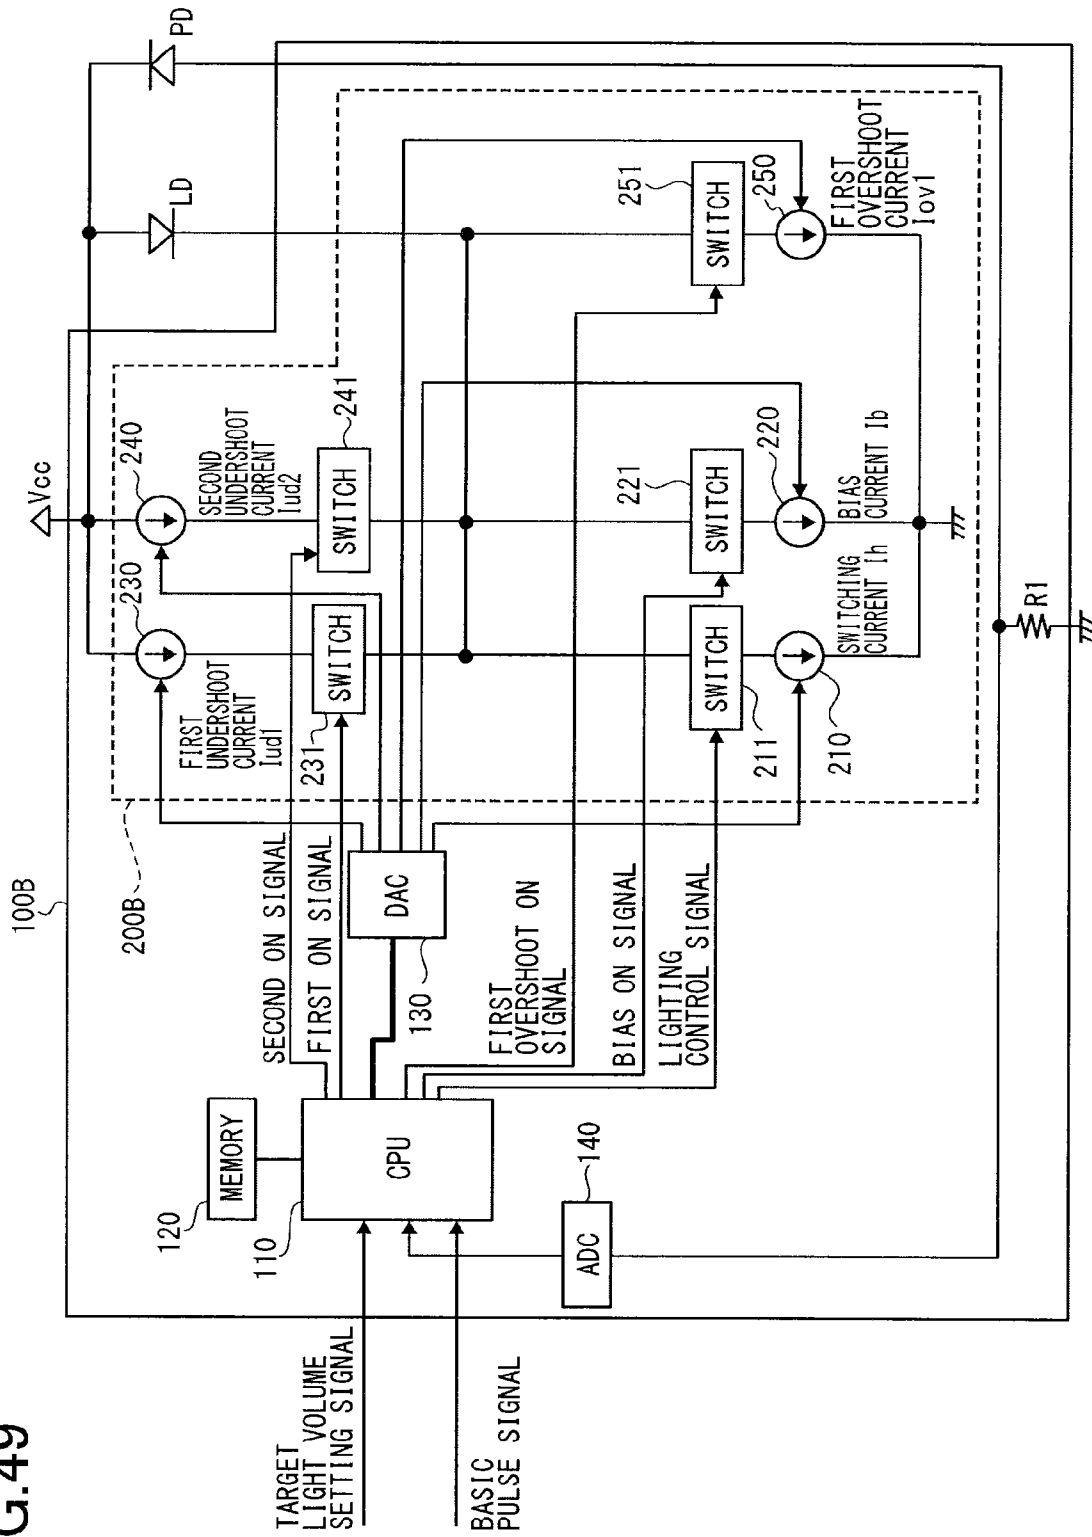 G.49
100B
200B
Vcc
LD
PD
230
240
FIRST
UNDERSHOOT
CURRENT
Iud1
SECOND
UNDERSHOOT
CURRENT
Iud2
SWITCH
231
SWITCH
241
SECOND ON SIGNAL
FIRST ON SIGNAL
120
MEMORY
110
CPU
DAC
130
TARGET
LIGHT VOLUME
SETTING SIGNAL
BASIC
PULSE SIGNAL
ADC
140
FIRST
OVERSHOOT ON
SIGNAL
BIAS ON SIGNAL
LIGHTING
CONTROL SIGNAL
SWITCH
211
210
SWITCHING
CURRENT Ih
SWITCH
221
220
BIAS
CURRENT Ib
SWITCH
251
250
FIRST
OVERSHOOT
CURRENT
Iov1
R1